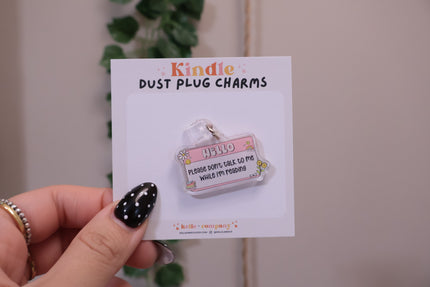 Kindle
DUST PLUG CHARMS
Hello
PLEASE DON'T TALK TO ME
WHILE I'M READING